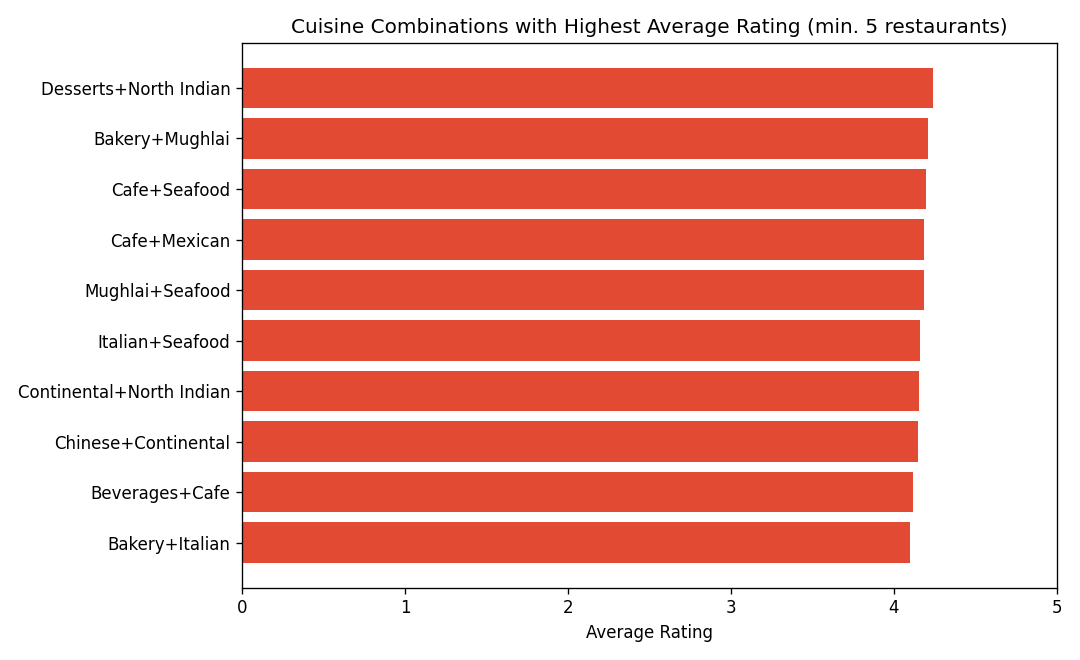 Cuisine Combinations with Highest Average Rating (min. 5 restaurants)
Desserts+North Indian
Bakery+Mughlai
Cafe+Seafood
Cafe+Mexican
Mughlai+Seafood
Italian+Seafood
Continental+North Indian
Chinese+Continental
Beverages+Cafe
Bakery+Italian
0 1 2 3 4 5
Average Rating